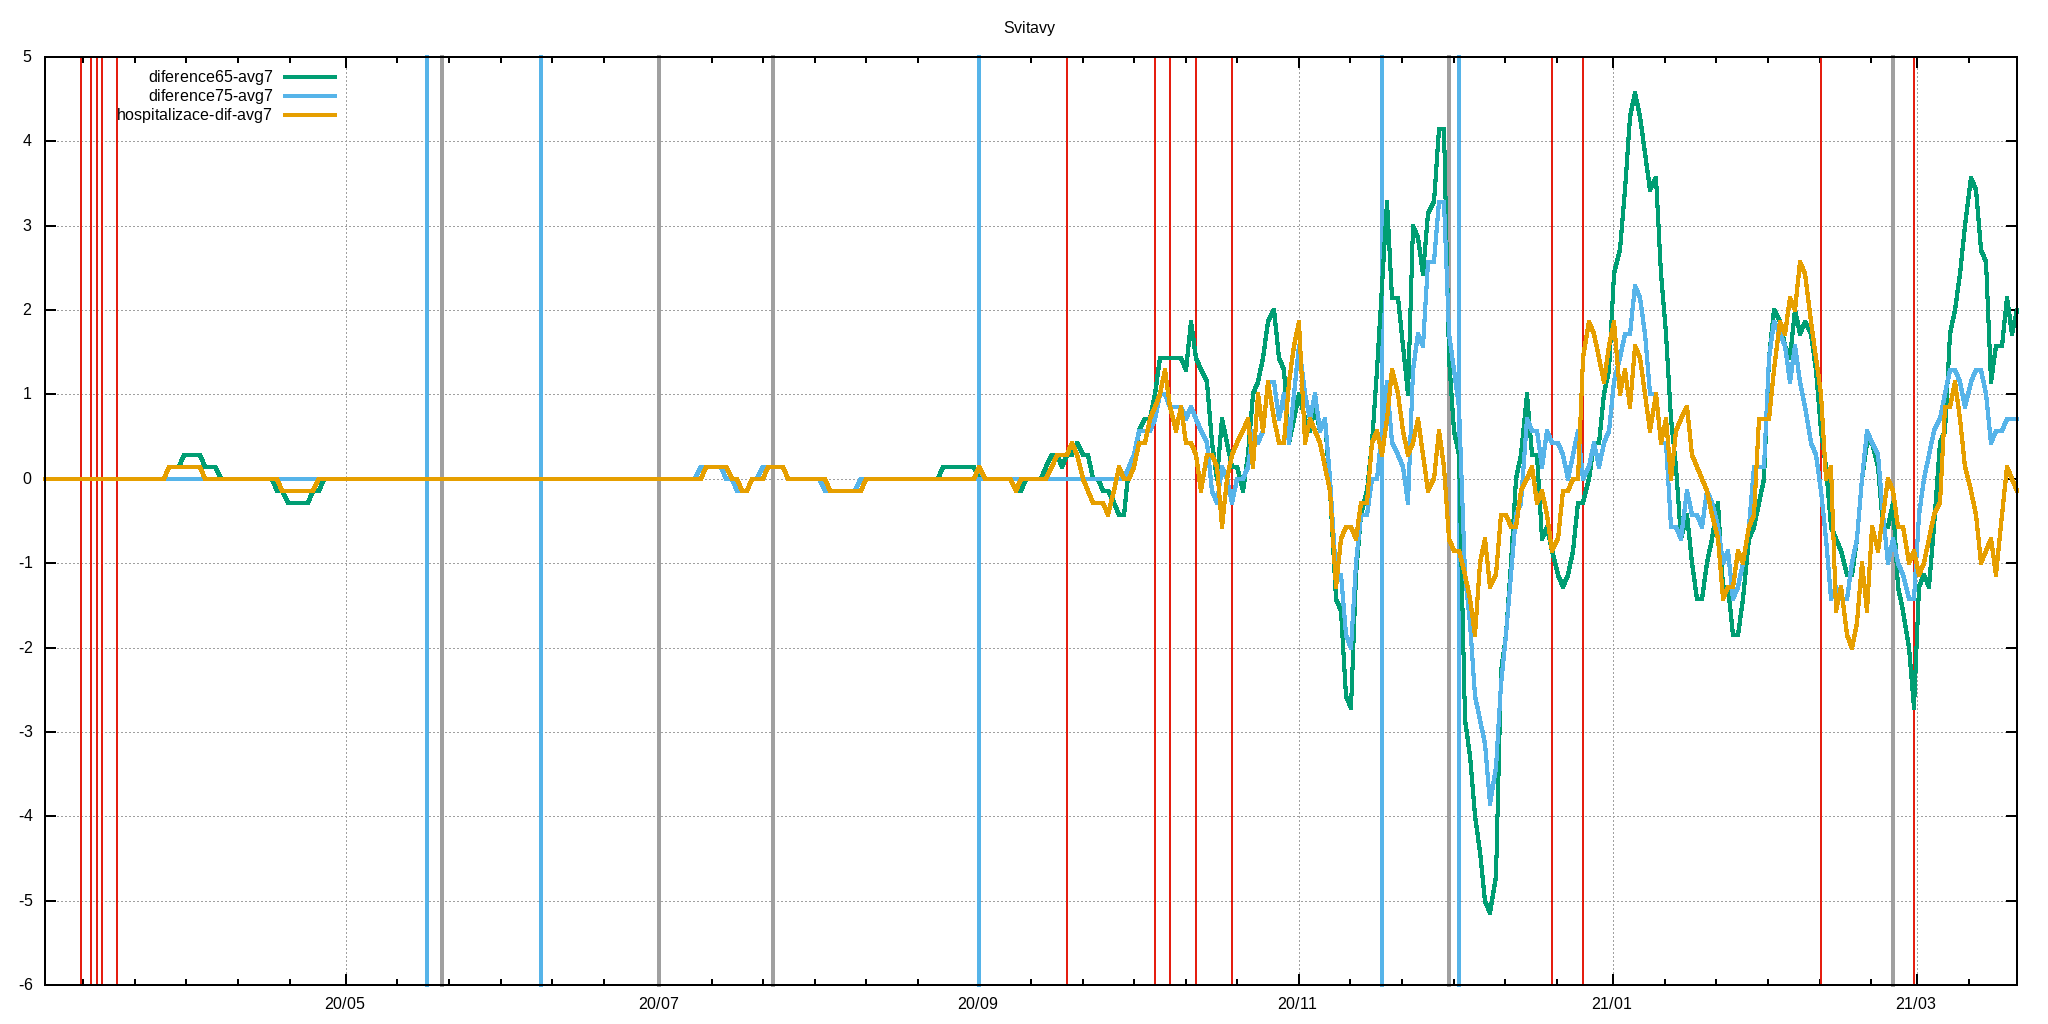 Svitavy
5
diference65-avg7
diference75-avg7
hospitalizace-dif-avg7
4
3
2
1
0
-1
-2
-3
-4
-5
-6
20/05 20/07 20/09 20/11 21/01 21/03